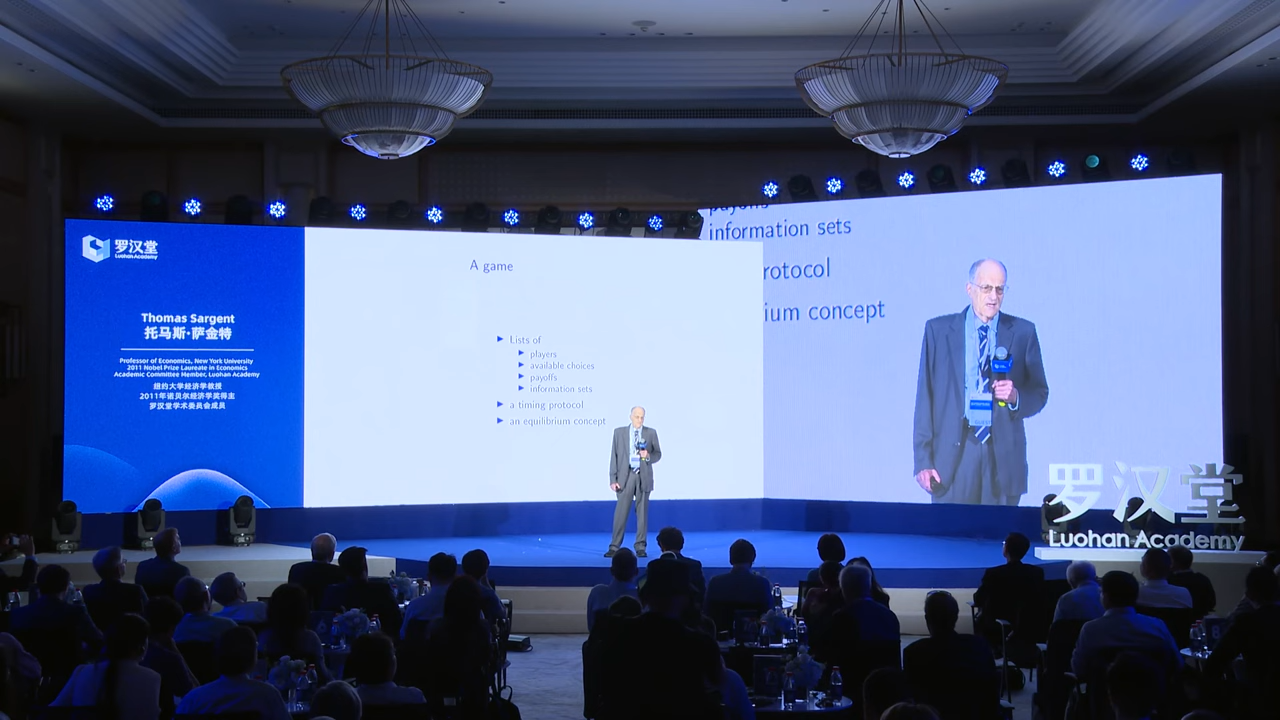 罗汉堂
Luohan Academy
Thomas Sargent
托马斯·萨金特
Professor of Economics, New York University
2011 Nobel Prize Laureate in Economics
Academic Committee Member, Luohan Academy
纽约大学经济学教授
2011年诺贝尔经济学奖得主
罗汉堂学术委员会成员
A game
Lists of
players
available choices
payoffs
information sets
a timing protocol
an equilibrium concept
payoffs
information sets
rotocol
ium concept
罗汉堂
Luohan Academy